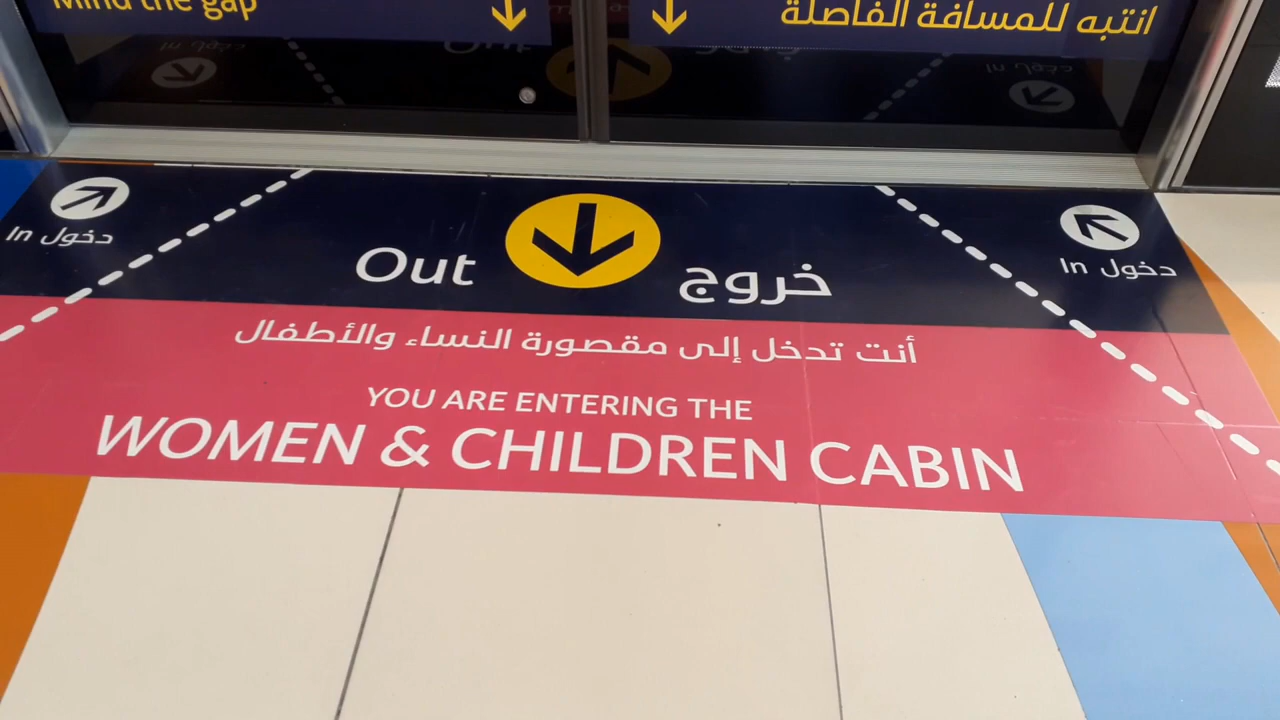 Mind the gap
انتبه للمسافة الفاصلة
In دخول
Out
خروج
In دخول
أنت تدخل إلى مقصورة النساء والأطفال
YOU ARE ENTERING THE
WOMEN & CHILDREN CABIN